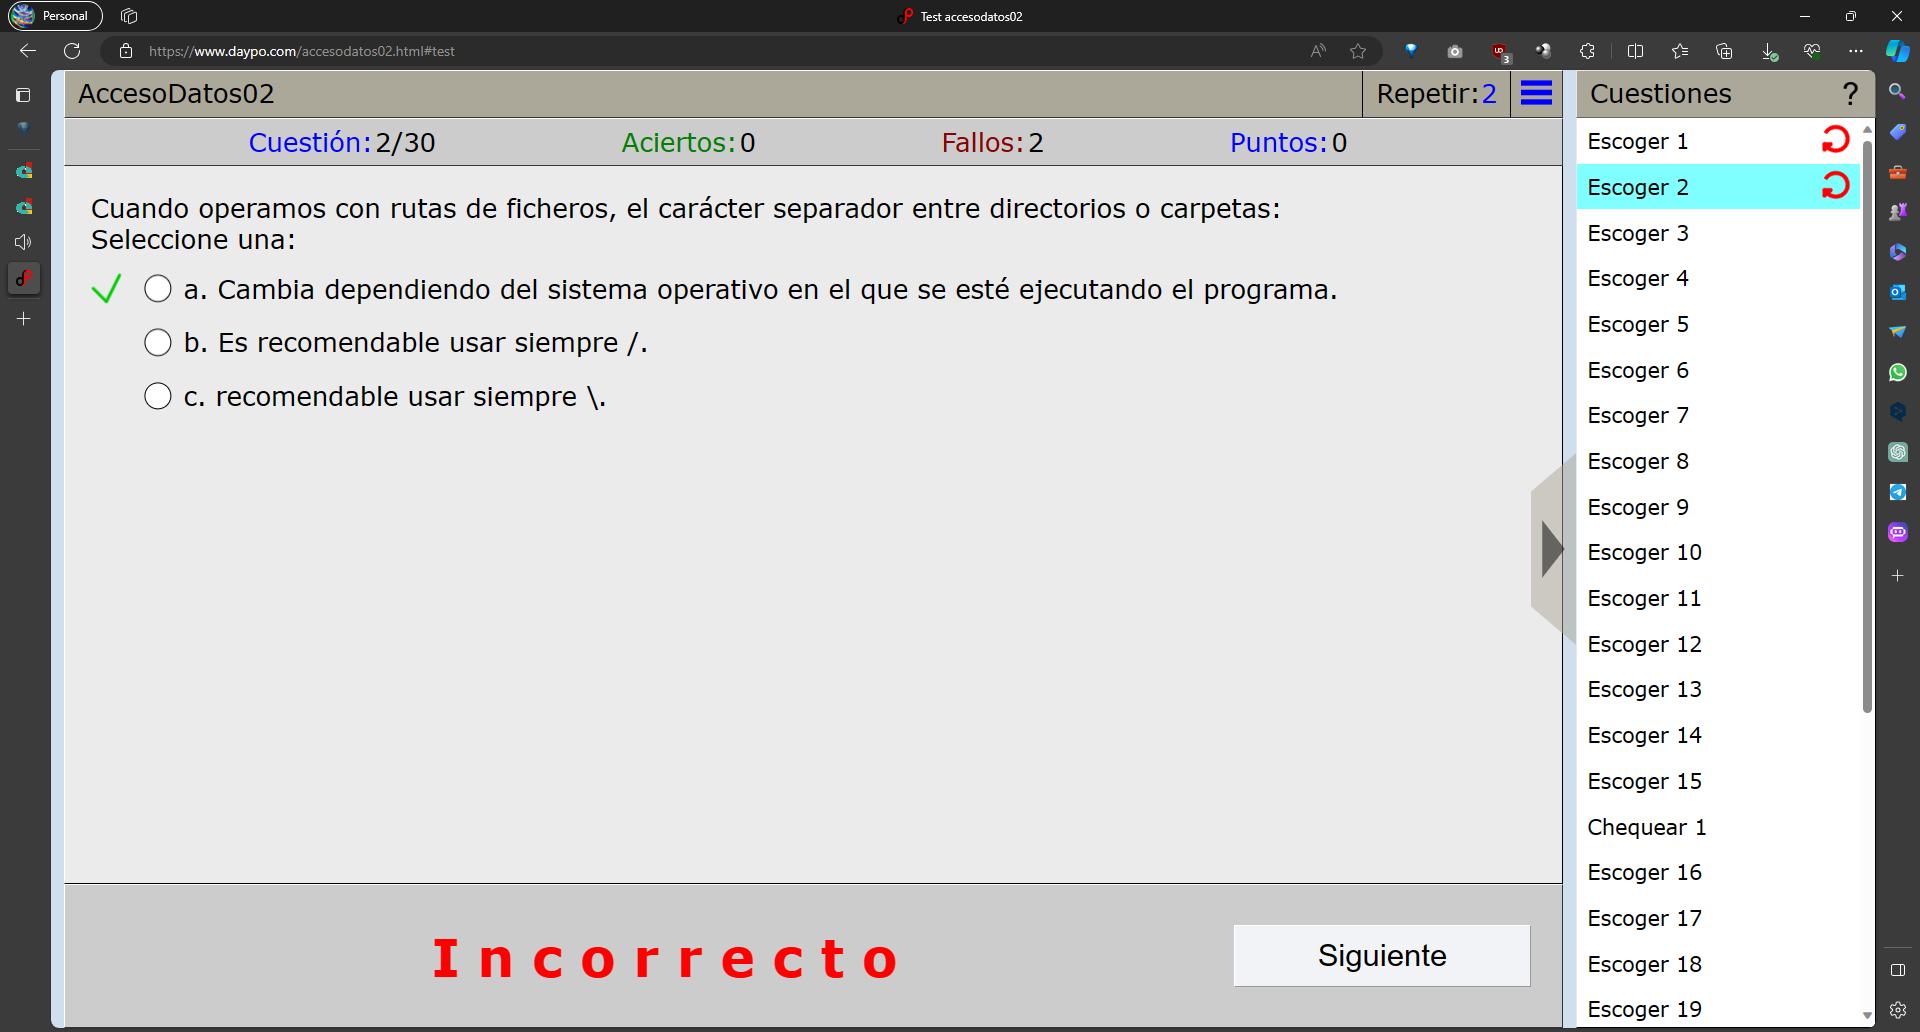 Personal
Test accesodatos02
https://www.daypo.com/accesodatos02.html#test
AccesoDatos02
Repetir:2
Cuestiones ?
Cuestión:2/30
Aciertos:0
Fallos:2
Puntos:0
Cuando operamos con rutas de ficheros, el carácter separador entre directorios o carpetas:
Seleccione una:
a. Cambia dependiendo del sistema operativo en el que se esté ejecutando el programa.
b. Es recomendable usar siempre /.
c. recomendable usar siempre \.
Incorrecto
Siguiente
Escoger 1
Escoger 2
Escoger 3
Escoger 4
Escoger 5
Escoger 6
Escoger 7
Escoger 8
Escoger 9
Escoger 10
Escoger 11
Escoger 12
Escoger 13
Escoger 14
Escoger 15
Chequear 1
Escoger 16
Escoger 17
Escoger 18
Escoger 19
3